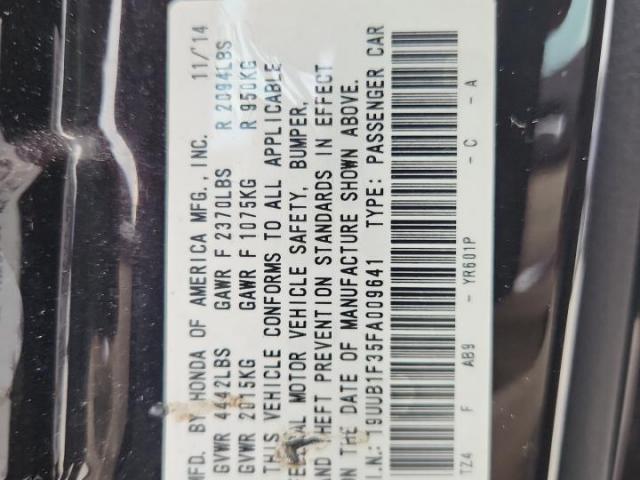 MFD. BY HONDA OF AMERICA MFG., INC. 11/'14
GVWR 4442LBS GAWR F 2370LBS R 2094LBS
GVWR 2015KG GAWR F 1075KG R 950KG
THIS VEHICLE CONFORMS TO ALL APPLICABLE
MOTOR VEHICLE SAFETY, BUMPER,
AND THEFT PREVENTION STANDARDS IN EFFECT
ON THE DATE OF MANUFACTURE SHOWN ABOVE.
V.I.N.: 19UUB1F35FA009641 TYPE: PASSENGER CAR
TZ4 F AB9 - YR601P - C - A